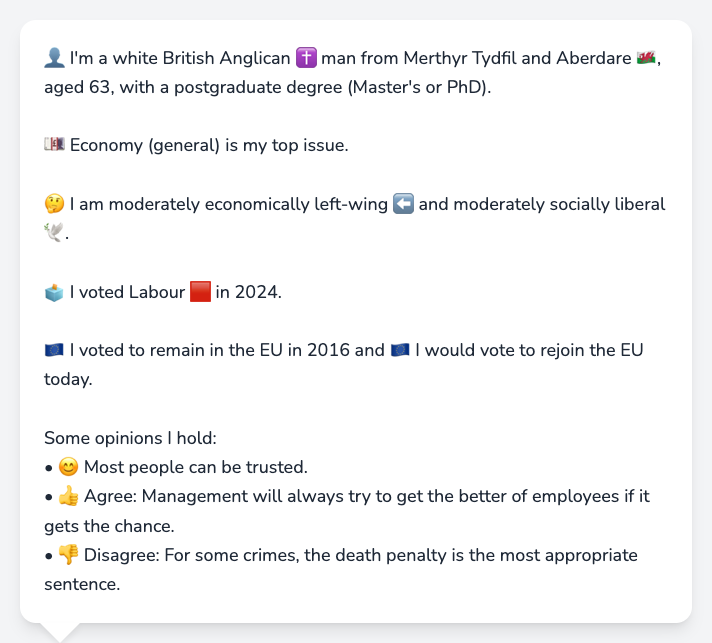 👤 I'm a white British Anglican ✝️ man from Merthyr Tydfil and Aberdare 🏴󠁧󠁢󠁷󠁬󠁳󠁿,
aged 63, with a postgraduate degree (Master's or PhD).
💷 Economy (general) is my top issue.
🤔 I am moderately economically left-wing ⬅️ and moderately socially liberal
🕊️.
🗳️ I voted Labour 🟥 in 2024.
🇪🇺 I voted to remain in the EU in 2016 and 🇪🇺 I would vote to rejoin the EU
today.
Some opinions I hold:
• 😊 Most people can be trusted.
• 👍 Agree: Management will always try to get the better of employees if it
gets the chance.
• 👎 Disagree: For some crimes, the death penalty is the most appropriate
sentence.